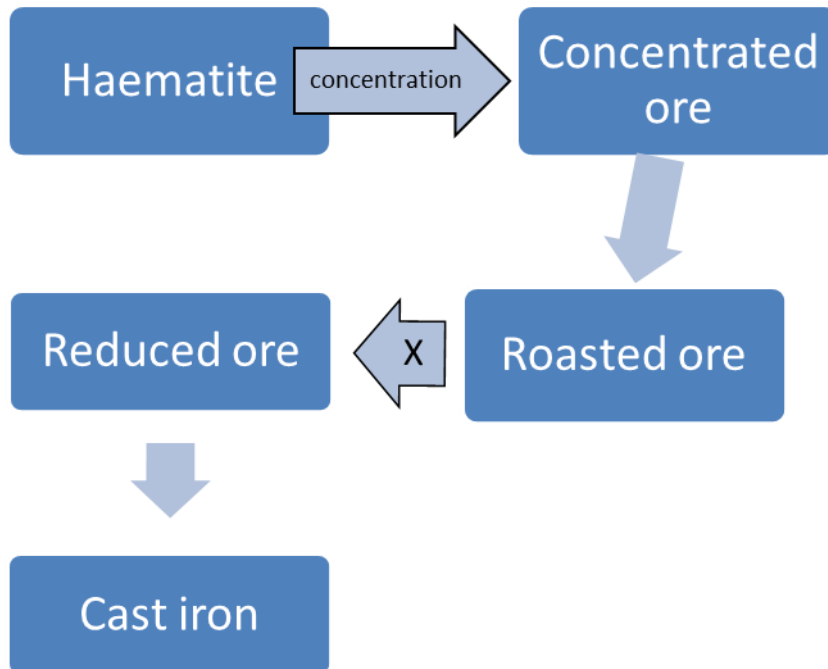 Haematite
concentration
Concentrated
ore
Roasted ore
X
Reduced ore
Cast iron